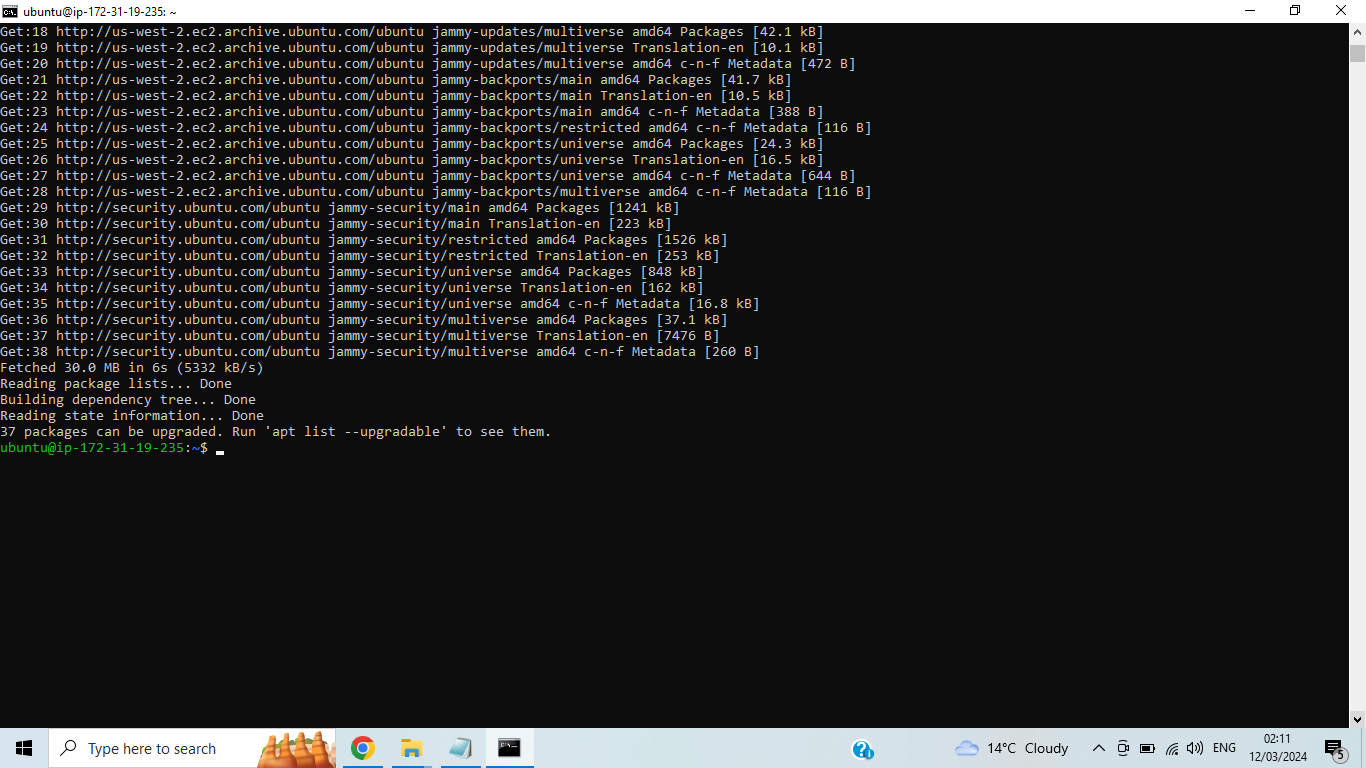 ubuntu@ip-172-31-19-235: ~
Get:18 http://us-west-2.ec2.archive.ubuntu.com/ubuntu jammy-updates/multiverse amd64 Packages [42.1 kB]
Get:19 http://us-west-2.ec2.archive.ubuntu.com/ubuntu jammy-updates/multiverse Translation-en [10.1 kB]
Get:20 http://us-west-2.ec2.archive.ubuntu.com/ubuntu jammy-updates/multiverse amd64 c-n-f Metadata [472 B]
Get:21 http://us-west-2.ec2.archive.ubuntu.com/ubuntu jammy-backports/main amd64 Packages [41.7 kB]
Get:22 http://us-west-2.ec2.archive.ubuntu.com/ubuntu jammy-backports/main Translation-en [10.5 kB]
Get:23 http://us-west-2.ec2.archive.ubuntu.com/ubuntu jammy-backports/main amd64 c-n-f Metadata [388 B]
Get:24 http://us-west-2.ec2.archive.ubuntu.com/ubuntu jammy-backports/restricted amd64 c-n-f Metadata [116 B]
Get:25 http://us-west-2.ec2.archive.ubuntu.com/ubuntu jammy-backports/universe amd64 Packages [24.3 kB]
Get:26 http://us-west-2.ec2.archive.ubuntu.com/ubuntu jammy-backports/universe Translation-en [16.5 kB]
Get:27 http://us-west-2.ec2.archive.ubuntu.com/ubuntu jammy-backports/universe amd64 c-n-f Metadata [644 B]
Get:28 http://us-west-2.ec2.archive.ubuntu.com/ubuntu jammy-backports/multiverse amd64 c-n-f Metadata [116 B]
Get:29 http://security.ubuntu.com/ubuntu jammy-security/main amd64 Packages [1241 kB]
Get:30 http://security.ubuntu.com/ubuntu jammy-security/main Translation-en [223 kB]
Get:31 http://security.ubuntu.com/ubuntu jammy-security/restricted amd64 Packages [1526 kB]
Get:32 http://security.ubuntu.com/ubuntu jammy-security/restricted Translation-en [253 kB]
Get:33 http://security.ubuntu.com/ubuntu jammy-security/universe amd64 Packages [848 kB]
Get:34 http://security.ubuntu.com/ubuntu jammy-security/universe Translation-en [162 kB]
Get:35 http://security.ubuntu.com/ubuntu jammy-security/universe amd64 c-n-f Metadata [16.8 kB]
Get:36 http://security.ubuntu.com/ubuntu jammy-security/multiverse amd64 Packages [37.1 kB]
Get:37 http://security.ubuntu.com/ubuntu jammy-security/multiverse Translation-en [7476 B]
Get:38 http://security.ubuntu.com/ubuntu jammy-security/multiverse amd64 c-n-f Metadata [260 B]
Fetched 30.0 MB in 6s (5332 kB/s)
Reading package lists... Done
Building dependency tree... Done
Reading state information... Done
37 packages can be upgraded. Run 'apt list --upgradable' to see them.
ubuntu@ip-172-31-19-235:~$
Type here to search
14°C Cloudy
ENG
02:11
12/03/2024
5